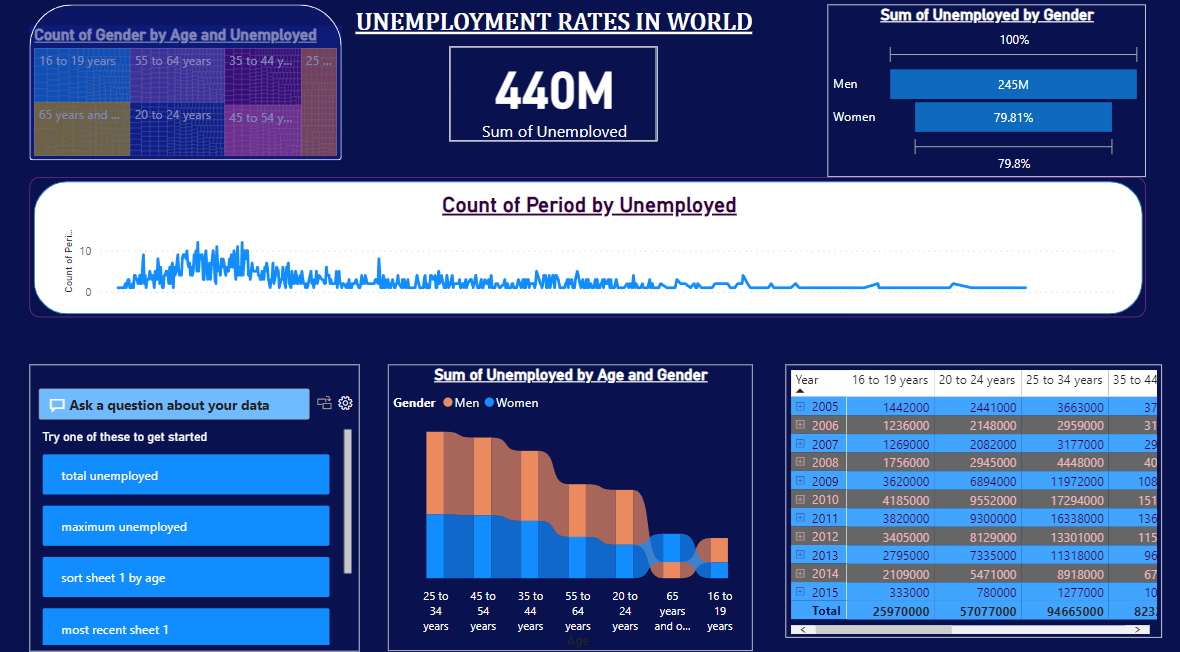 UNEMPLOYMENT RATES IN WORLD
Count of Gender by Age and Unemployed
16 to 19 years
55 to 64 years
35 to 44 y...
25 ...
65 years and ...
20 to 24 years
45 to 54 y...
440M
Sum of Unemployed
Sum of Unemployed by Gender
100%
Men
245M
Women
79.81%
79.8%
Count of Period by Unemployed
Count of Peri...
10
0
Ask a question about your data
Try one of these to get started
total unemployed
maximum unemployed
sort sheet 1 by age
most recent sheet 1
Sum of Unemployed by Age and Gender
Gender Men Women
25 to 34 years
45 to 54 years
35 to 44 years
55 to 64 years
20 to 24 years
65 years and o...
16 to 19 years
Age
Year 16 to 19 years 20 to 24 years 25 to 34 years 35 to 44
2005 1442000 2441000 3663000 37
2006 1236000 2148000 2959000 31
2007 1269000 2082000 3177000 29
2008 1756000 2945000 4448000 40
2009 3620000 6894000 11972000 108
2010 4185000 9552000 17294000 151
2011 3820000 9300000 16338000 136
2012 3405000 8129000 13301000 115
2013 2795000 7335000 11318000 96
2014 2109000 5471000 8918000 67
2015 333000 780000 1277000 10
Total 25970000 57077000 94665000 823